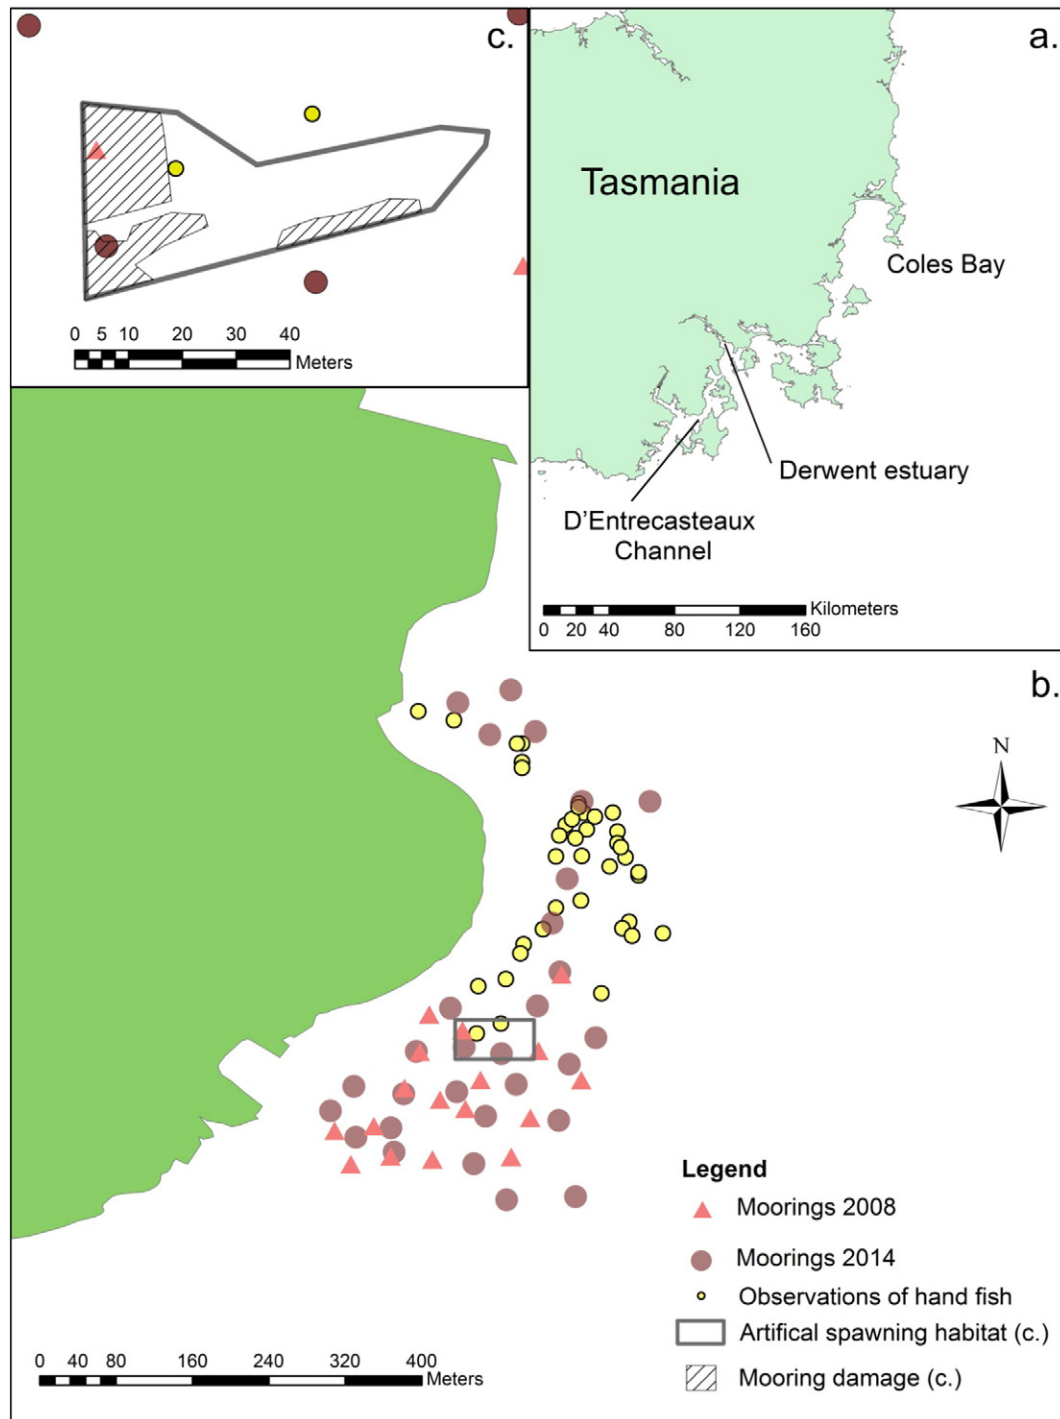 c.
0 5 10 20 30 40
Meters
a.
Tasmania
Coles Bay
Derwent estuary
D'Entrecasteaux
Channel
Kilometers
0 20 40 80 120 160
b.
N
Legend
Moorings 2008
Moorings 2014
Observations of hand fish
Artifical spawning habitat (c.)
Mooring damage (c.)
0 40 80 160 240 320 400
Meters